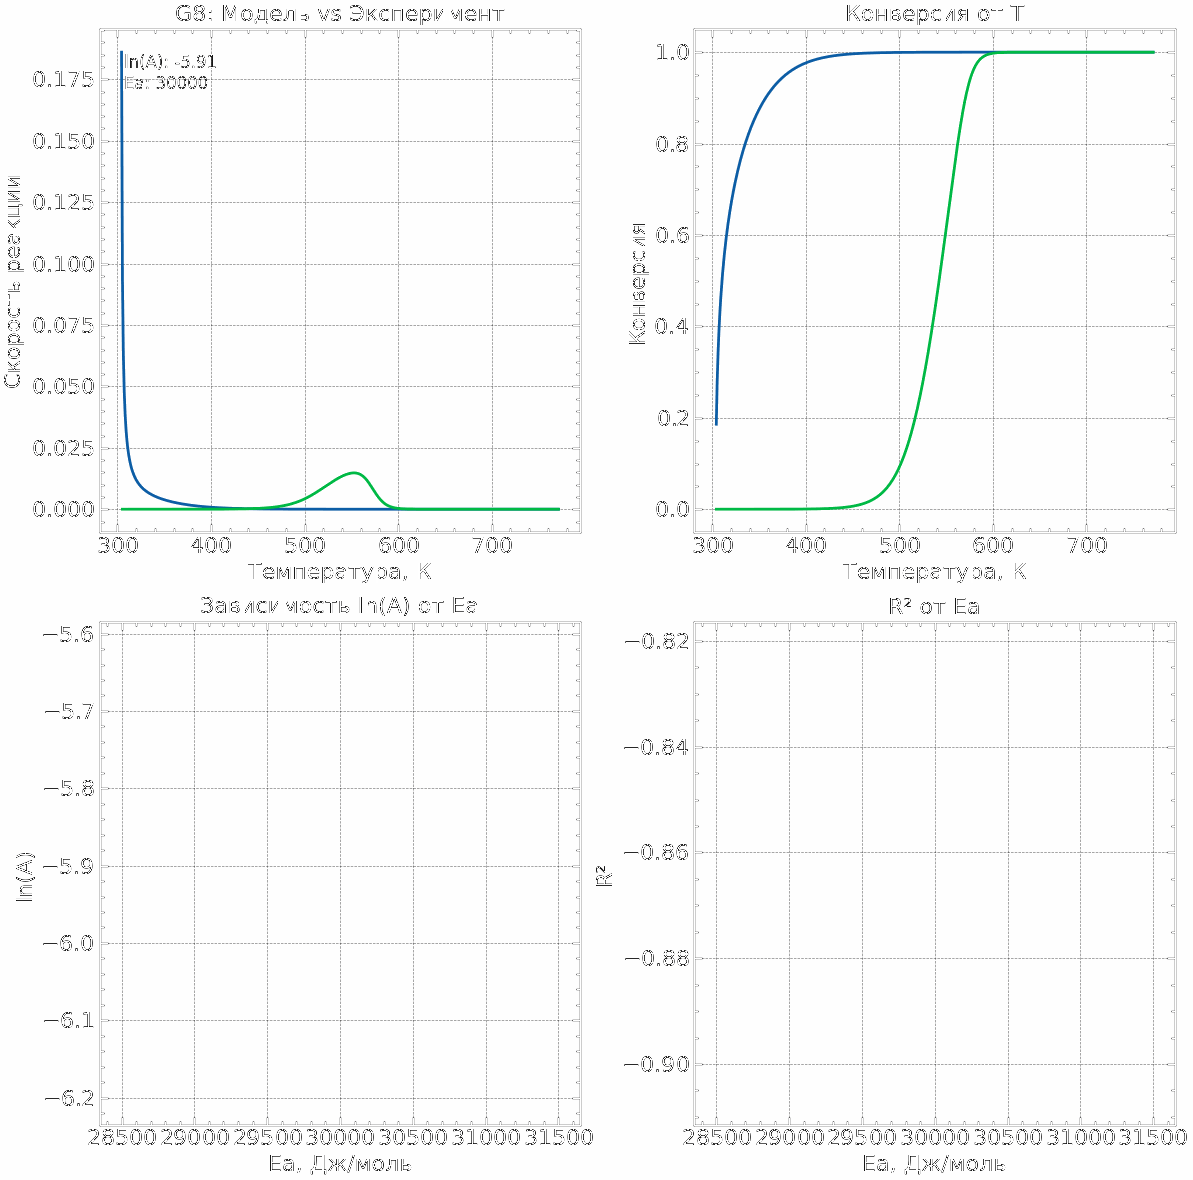 G8: Модель vs Эксперимент
ln(A): -5.91
Ea: 30000
0.175
0.150
0.125
0.100
0.075
0.050
0.025
0.000
Скорость реакции
300 400 500 600 700
Температура, K
Конверсия от T
1.0
0.8
0.6
0.4
0.2
0.0
Конверсия
300 400 500 600 700
Температура, K
Зависимость ln(A) от Ea
−5.6
−5.7
−5.8
−5.9
−6.0
−6.1
−6.2
ln(A)
28500 29000 29500 30000 30500 31000 31500
Ea, Дж/моль
R² от Ea
−0.82
−0.84
−0.86
−0.88
−0.90
R²
28500 29000 29500 30000 30500 31000 31500
Ea, Дж/моль